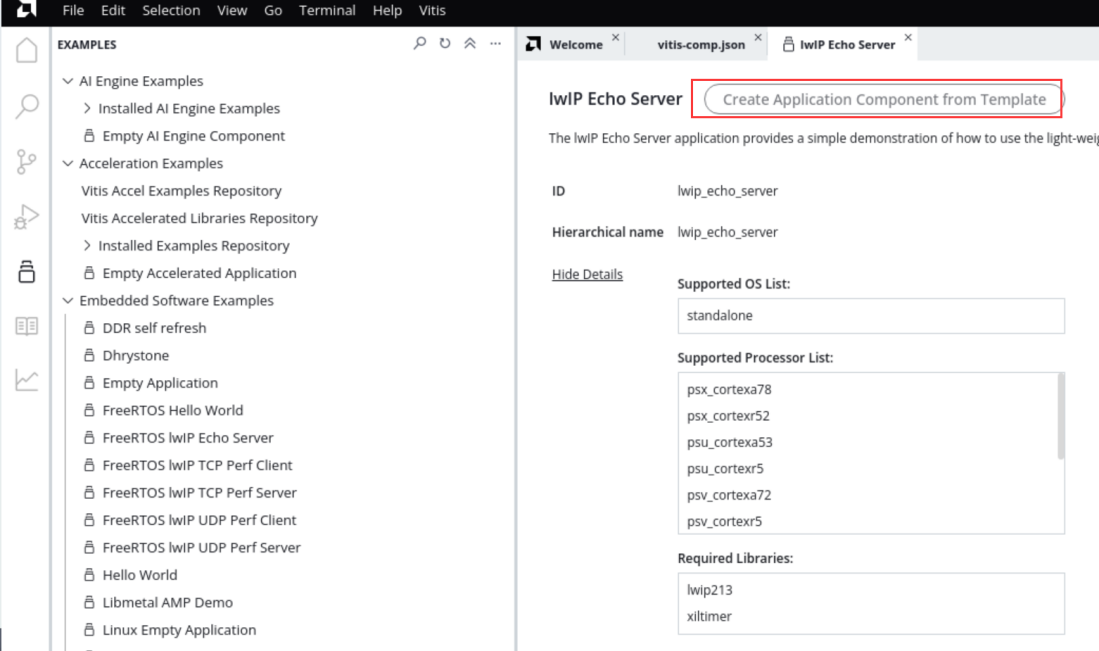 File Edit Selection View Go Terminal Help Vitis
EXAMPLES
AI Engine Examples
Installed AI Engine Examples
Empty AI Engine Component
Acceleration Examples
Vitis Accel Examples Repository
Vitis Accelerated Libraries Repository
Installed Examples Repository
Empty Accelerated Application
Embedded Software Examples
DDR self refresh
Dhrystone
Empty Application
FreeRTOS Hello World
FreeRTOS lwIP Echo Server
FreeRTOS lwIP TCP Perf Client
FreeRTOS lwIP TCP Perf Server
FreeRTOS lwIP UDP Perf Client
FreeRTOS lwIP UDP Perf Server
Hello World
Libmetal AMP Demo
Linux Empty Application
Welcome vitis-comp.json lwIP Echo Server
lwIP Echo Server Create Application Component from Template
The lwIP Echo Server application provides a simple demonstration of how to use the
ID lwip_echo_server
Hierarchical name lwip_echo_server
Hide Details
Supported OS List:
standalone
Supported Processor List:
psx_cortexa78
psx_cortexr52
psu_cortexa53
psu_cortexr5
psv_cortexa72
psv_cortexr5
Required Libraries:
lwip213
xiltimer